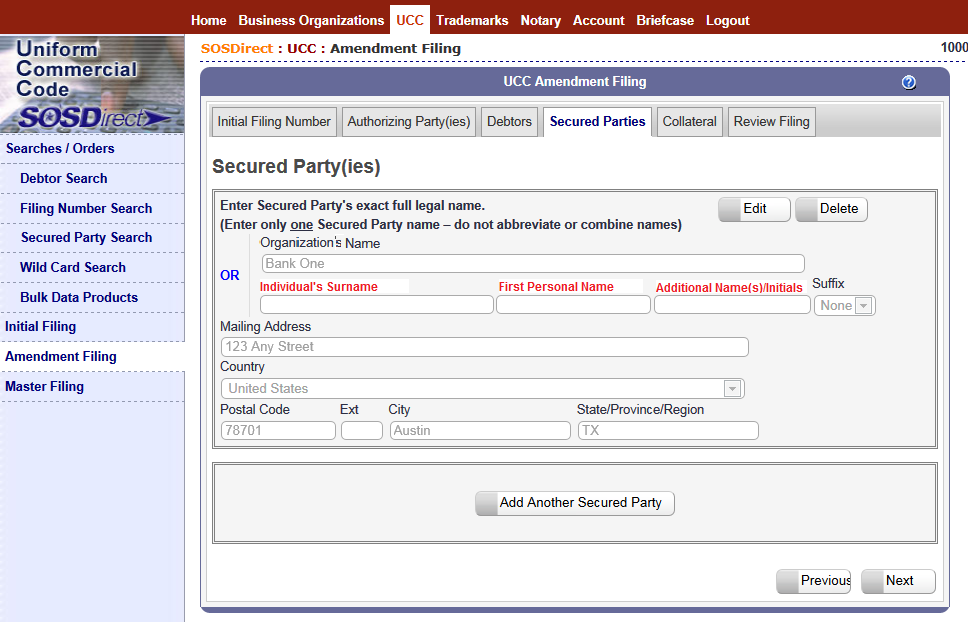 Home Business Organizations UCC Trademarks Notary Account Briefcase Logout
Uniform
Commercial
Code
SOSDirect
SOSDirect : UCC : Amendment Filing
1000
Searches / Orders
Debtor Search
Filing Number Search
Secured Party Search
Wild Card Search
Bulk Data Products
Initial Filing
Amendment Filing
Master Filing
UCC Amendment Filing
?
Initial Filing Number Authorizing Party(ies) Debtors Secured Parties Collateral Review Filing
Secured Party(ies)
Enter Secured Party's exact full legal name.
(Enter only one Secured Party name – do not abbreviate or combine names)
Edit Delete
Organization's Name
Bank One
OR
Individual's Surname First Personal Name Additional Name(s)/Initials Suffix
None
Mailing Address
123 Any Street
Country
United States
Postal Code Ext City State/Province/Region
78701 Austin TX
Add Another Secured Party
Previous Next